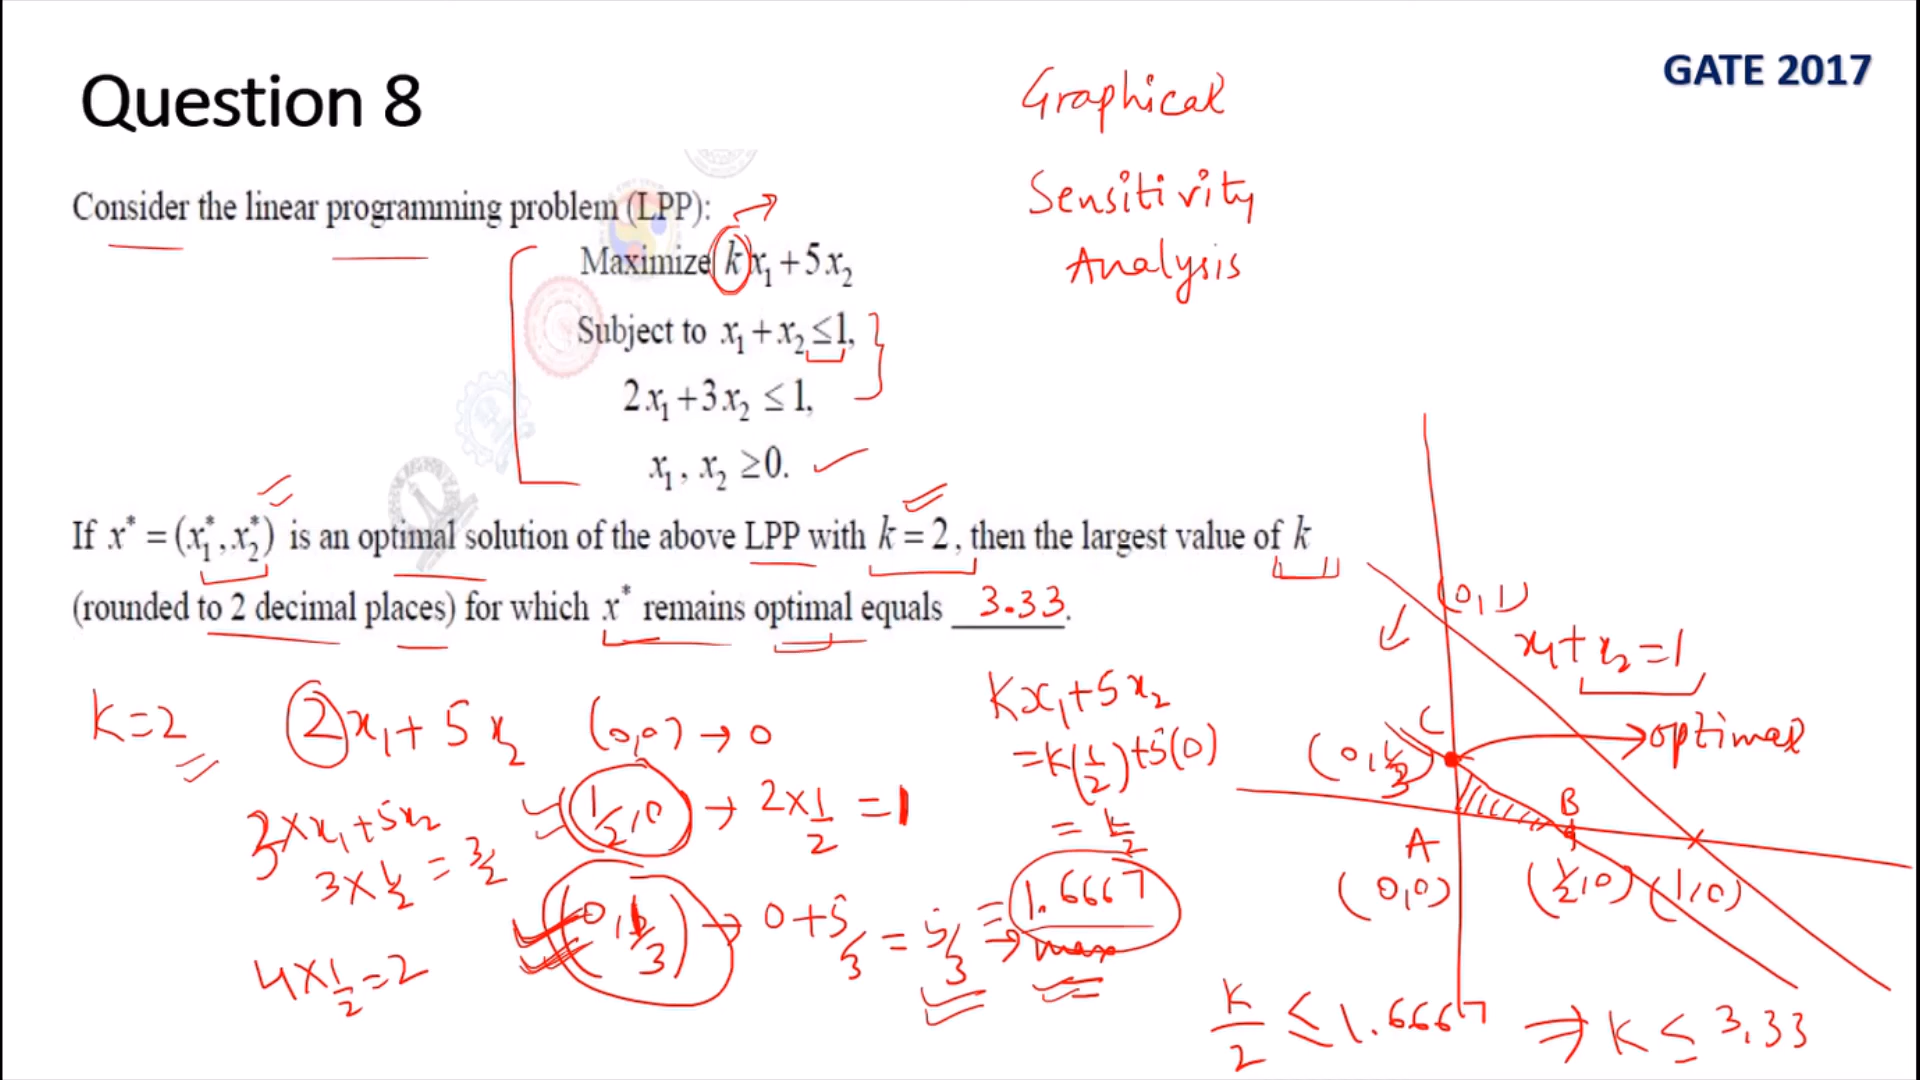 Question 8
GATE 2017
Graphical
Sensitivity
Analysis
Consider the linear programming problem (LPP):
Maximize k x₁ + 5 x₂
Subject to x₁ + x₂ ≤ 1,
2x₁ + 3x₂ ≤ 1,
x₁, x₂ ≥ 0.
If x* = (x₁*, x₂*) is an optimal solution of the above LPP with k = 2, then the largest value of k
(rounded to 2 decimal places) for which x* remains optimal equals 3.33.
K=2
2x₁ + 5x₂
(0,0) → 0
(1/2, 0) → 2×1/2 = 1
(0, 1/3) → 0 + 5/3 = 5/3 = 1.6667
→ max
3×x₁+5x₂
3×1/2 = 3/2
4×1/2 = 2
Kx₁+5x₂
= K(1/2)+5(0)
= K/2
(0,1)
x₁+x₂=1
C
→ optimal
(0, 1/3)
B
A
(0,0)
(1/2,0)
(1,0)
K/2 ≤ 1.6667 ⇒ K ≤ 3.33